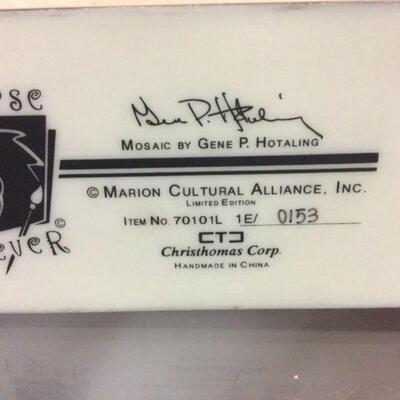 Gene P. Hotaling
MOSAIC BY GENE P. HOTALING
© MARION CULTURAL ALLIANCE, INC.
LIMITED EDITION
ITEM NO. 70101L 1E/ 0153
CTC
Christhomas Corp.
HANDMADE IN CHINA
©
EVER